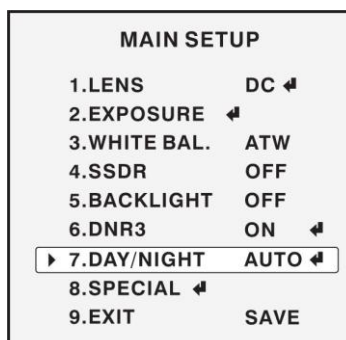 MAIN SETUP
1.LENS DC ↲
2.EXPOSURE ↲
3.WHITE BAL. ATW
4.SSDR OFF
5.BACKLIGHT OFF
6.DNR3 ON ↲
7.DAY/NIGHT AUTO ↲
8.SPECIAL ↲
9.EXIT SAVE